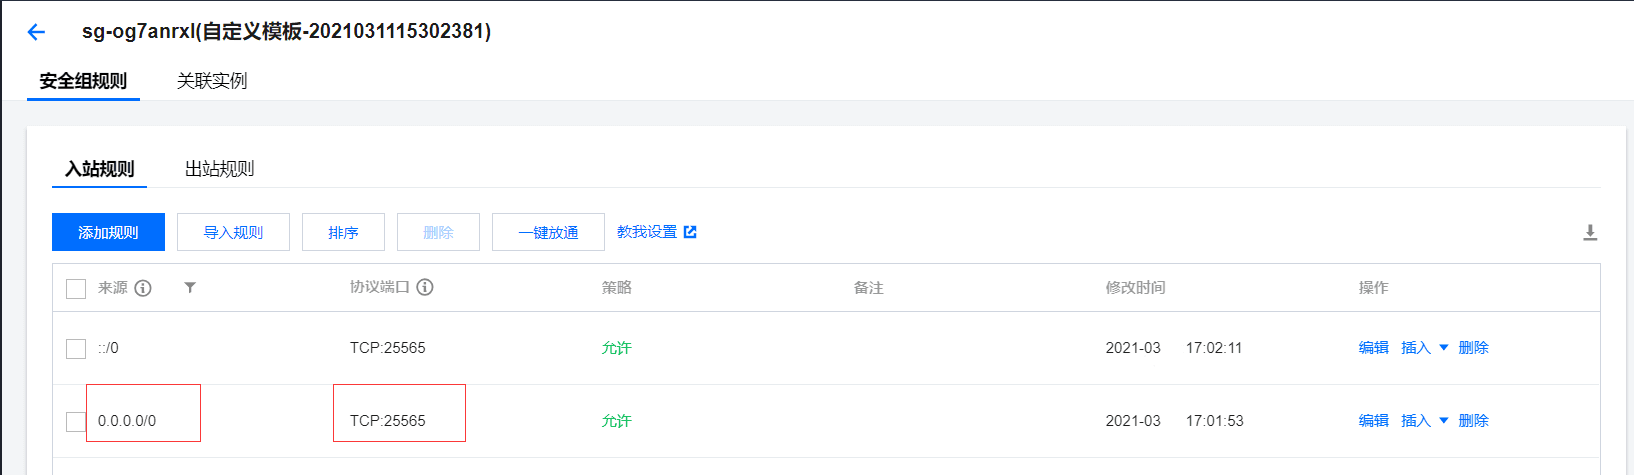 sg-og7anrxl(自定义模板-2021031115302381)
安全组规则 关联实例
入站规则 出站规则
添加规则 导入规则 排序 删除 一键放通 教我设置
来源 协议端口 策略 备注 修改时间 操作
::/0 TCP:25565 允许 2021-03 17:02:11 编辑 插入 删除
0.0.0.0/0 TCP:25565 允许 2021-03 17:01:53 编辑 插入 删除